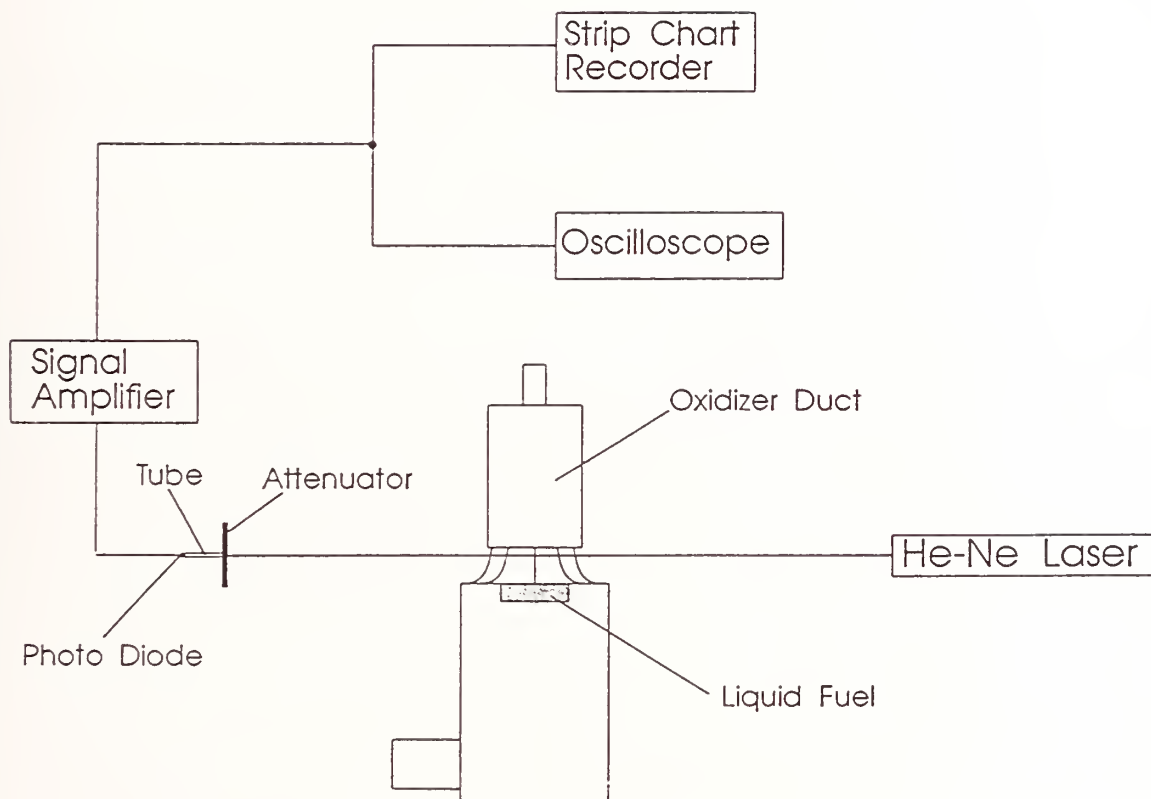 Strip Chart
Recorder
Oscilloscope
Signal
Amplifier
Oxidizer Duct
Tube
Attenuator
He-Ne Laser
Photo Diode
Liquid Fuel